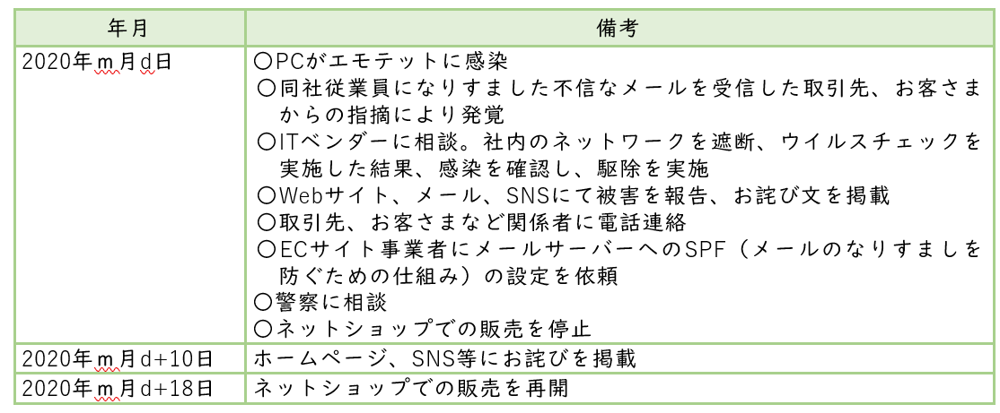 年月 備考
2020年m月d日 〇PCがエモテットに感染
〇同社従業員になりすました不信なメールを受信した取引先、お客さま
からの指摘により発覚
〇ITベンダーに相談。社内のネットワークを遮断、ウイルスチェックを
実施した結果、感染を確認し、駆除を実施
〇Webサイト、メール、SNSにて被害を報告、お詫び文を掲載
〇取引先、お客さまなど関係者に電話連絡
〇ECサイト事業者にメールサーバーへのSPF（メールのなりすましを
防ぐための仕組み）の設定を依頼
〇警察に相談
〇ネットショップでの販売を停止
2020年m月d+10日 ホームページ、SNS等にお詫びを掲載
2020年m月d+18日 ネットショップでの販売を再開